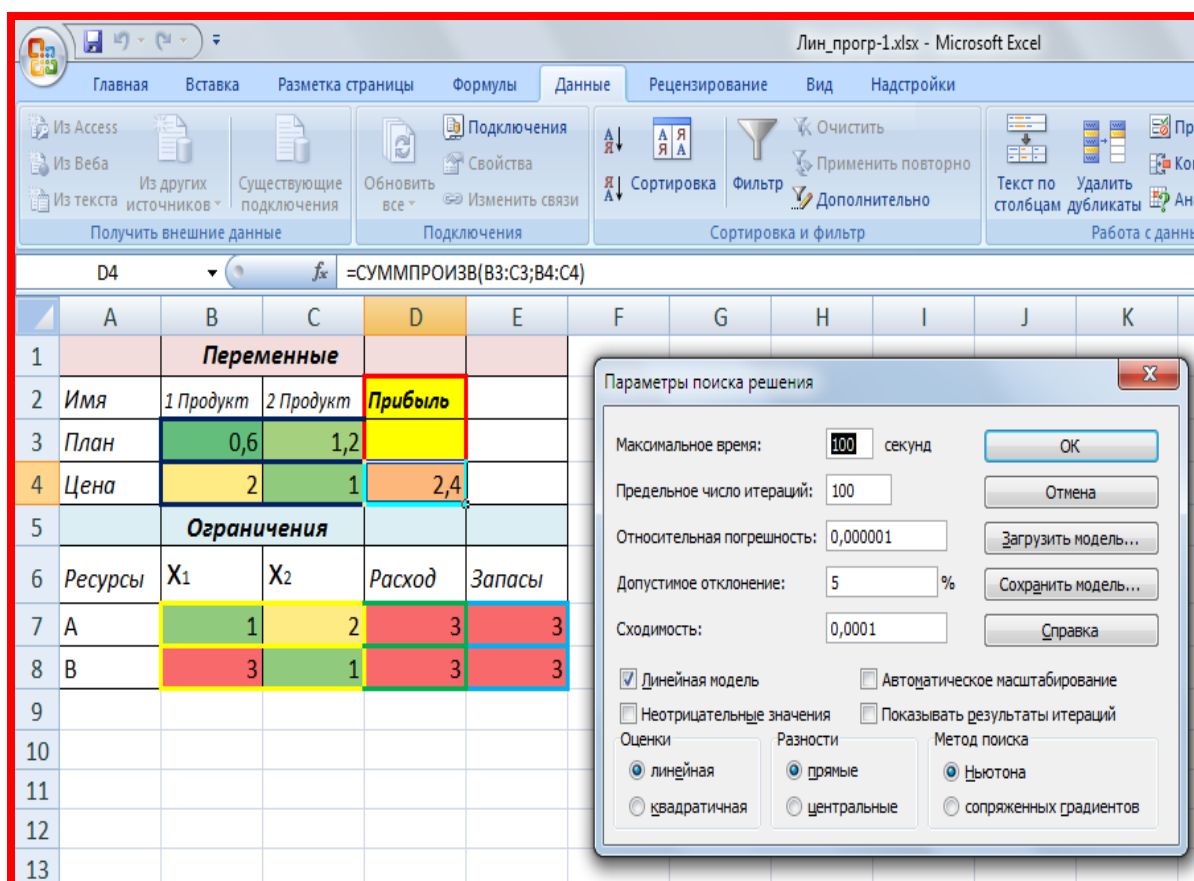 Лин_прогр-1.xlsx - Microsoft Excel
Главная Вставка Разметка страницы Формулы Данные Рецензирование Вид Надстройки
Из Access
Из Веба
Из текста
Из других источников
Существующие подключения
Получить внешние данные
Обновить все
Подключения
Свойства
Изменить связи
Подключения
Сортировка
Фильтр
Очистить
Применить повторно
Дополнительно
Сортировка и фильтр
Текст по столбцам
Удалить дубликаты
Пр
Ко
Ан
Работа с данны
D4 fx =СУММПРОИЗВ(B3:C3;B4:C4)
A B C D E F G H I J K
1 Переменные
2 Имя 1 Продукт 2 Продукт Прибыль
3 План 0,6 1,2
4 Цена 2 1 2,4
5 Ограничения
6 Ресурсы X1 X2 Расход Запасы
7 А 1 2 3 3
8 В 3 1 3 3
9
10
11
12
13
Параметры поиска решения
X
Максимальное время: 100 секунд
ОК
Предельное число итераций: 100
Отмена
Относительная погрешность: 0,000001
Загрузить модель...
Допустимое отклонение: 5 %
Сохранить модель...
Сходимость: 0,0001
Справка
Линейная модель
Автоматическое масштабирование
Неотрицательные значения
Показывать результаты итераций
Оценки
линейная
квадратичная
Разности
прямые
центральные
Метод поиска
Ньютона
сопряженных градиентов